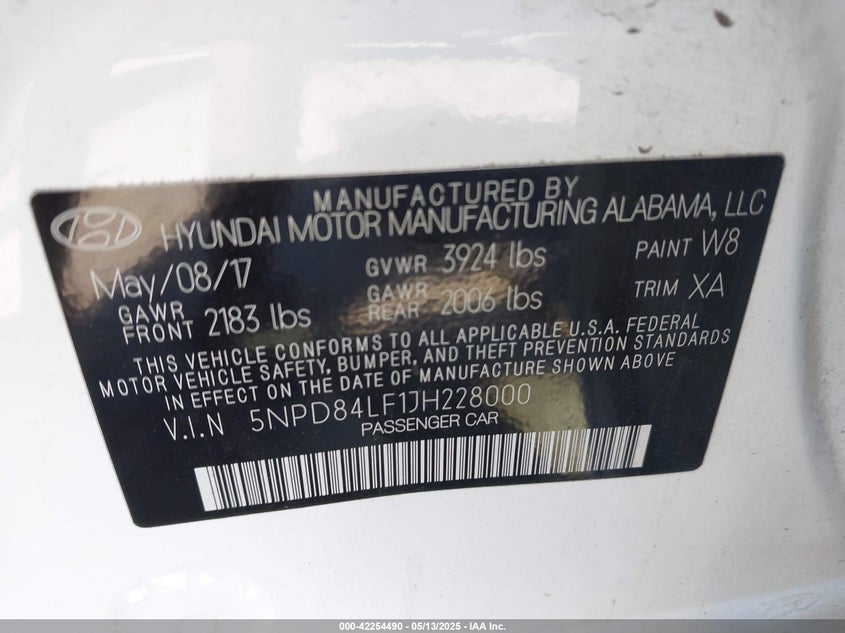 MANUFACTURED BY
HYUNDAI MOTOR MANUFACTURING ALABAMA, LLC
May/08/17 GVWR 3924 lbs PAINT W8
GAWR FRONT 2183 lbs GAWR REAR 2006 lbs TRIM XA
THIS VEHICLE CONFORMS TO ALL APPLICABLE U.S.A. FEDERAL
MOTOR VEHICLE SAFETY, BUMPER, AND THEFT PREVENTION STANDARDS
IN EFFECT ON THE DATE OF MANUFACTURE SHOWN ABOVE
V.I.N 5NPD84LF1JH228000
PASSENGER CAR
000-42254490 - 05/13/2025 - IAA Inc.